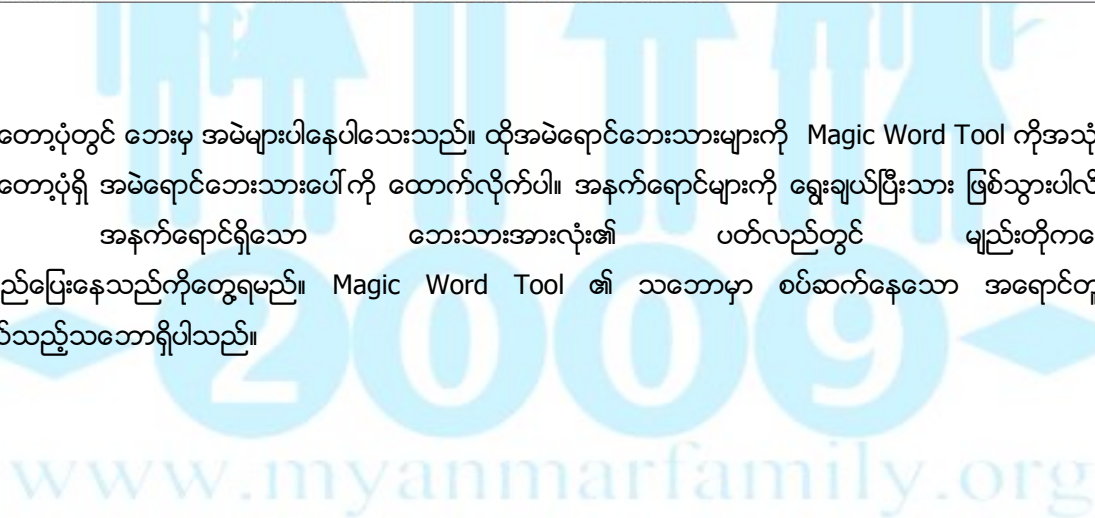 တော့ပုံတွင် ဘေးမှ အမဲများပါနေပါသေးသည်။ ထိုအမဲရောင်ဘေးသားများကို Magic Word Tool ကိုအသုံ
တော့ပုံရှိ အမဲရောင်ဘေးသားပေါ်ကို ထောက်လိုက်ပါ။ အနက်ရောင်များကို ရွေးချယ်ပြီးသား ဖြစ်သွားပါလိ
အနက်ရောင်ရှိသော ဘေးသားအားလုံး၏ ပတ်လည်တွင် မျည်းတိုကလေ
ည်ပြေးနေသည်ကိုတွေ့ရမည်။ Magic Word Tool ၏ သဘောမှာ စပ်ဆက်နေသော အရောင်တူ
ပ်သည့်သဘောရှိပါသည်။
2009
www.myanmarfamily.org